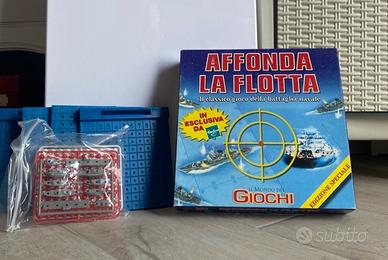 AFFONDA
LA FLOTTA
Il classico gioco della battaglia navale
IN
ESCLUSIVA
DA
IL MONDO DEI
GIOCHI
EDIZIONE SPECIALE
subito